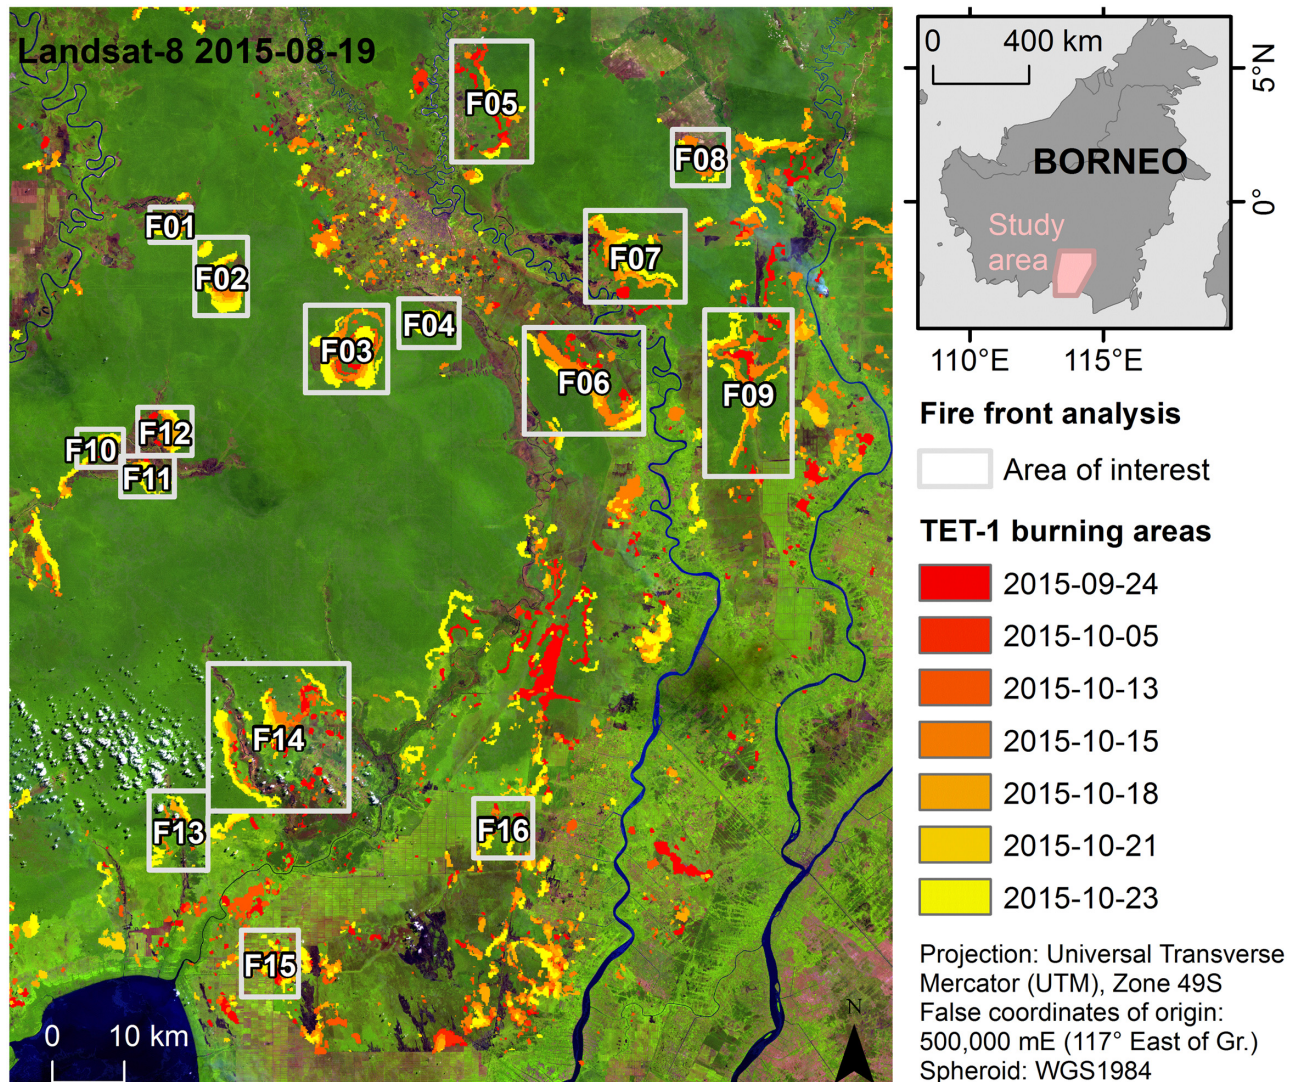 Landsat-8 2015-08-19
F05
F08
F01
F02
F07
F04
F03
F06
F09
F12
F10
F11
F14
F13
F16
F15
0 10 km
N
0 400 km
BORNEO
Study
area
5°N
0°
110°E 115°E
Fire front analysis
Area of interest
TET-1 burning areas
2015-09-24
2015-10-05
2015-10-13
2015-10-15
2015-10-18
2015-10-21
2015-10-23
Projection: Universal Transverse
Mercator (UTM), Zone 49S
False coordinates of origin:
500,000 mE (117° East of Gr.)
Spheroid: WGS1984